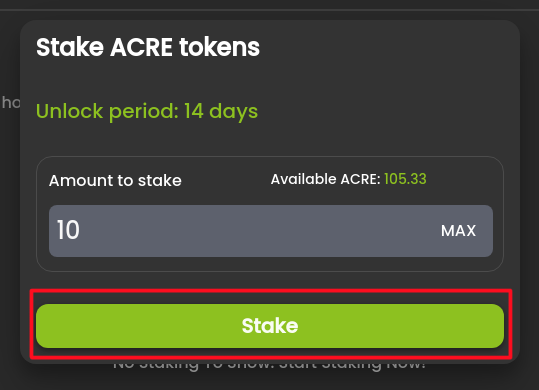 Stake ACRE tokens
ho
Unlock period: 14 days
Amount to stake Available ACRE: 105.33
10 MAX
Stake
No Staking To Show. Start Staking Now!